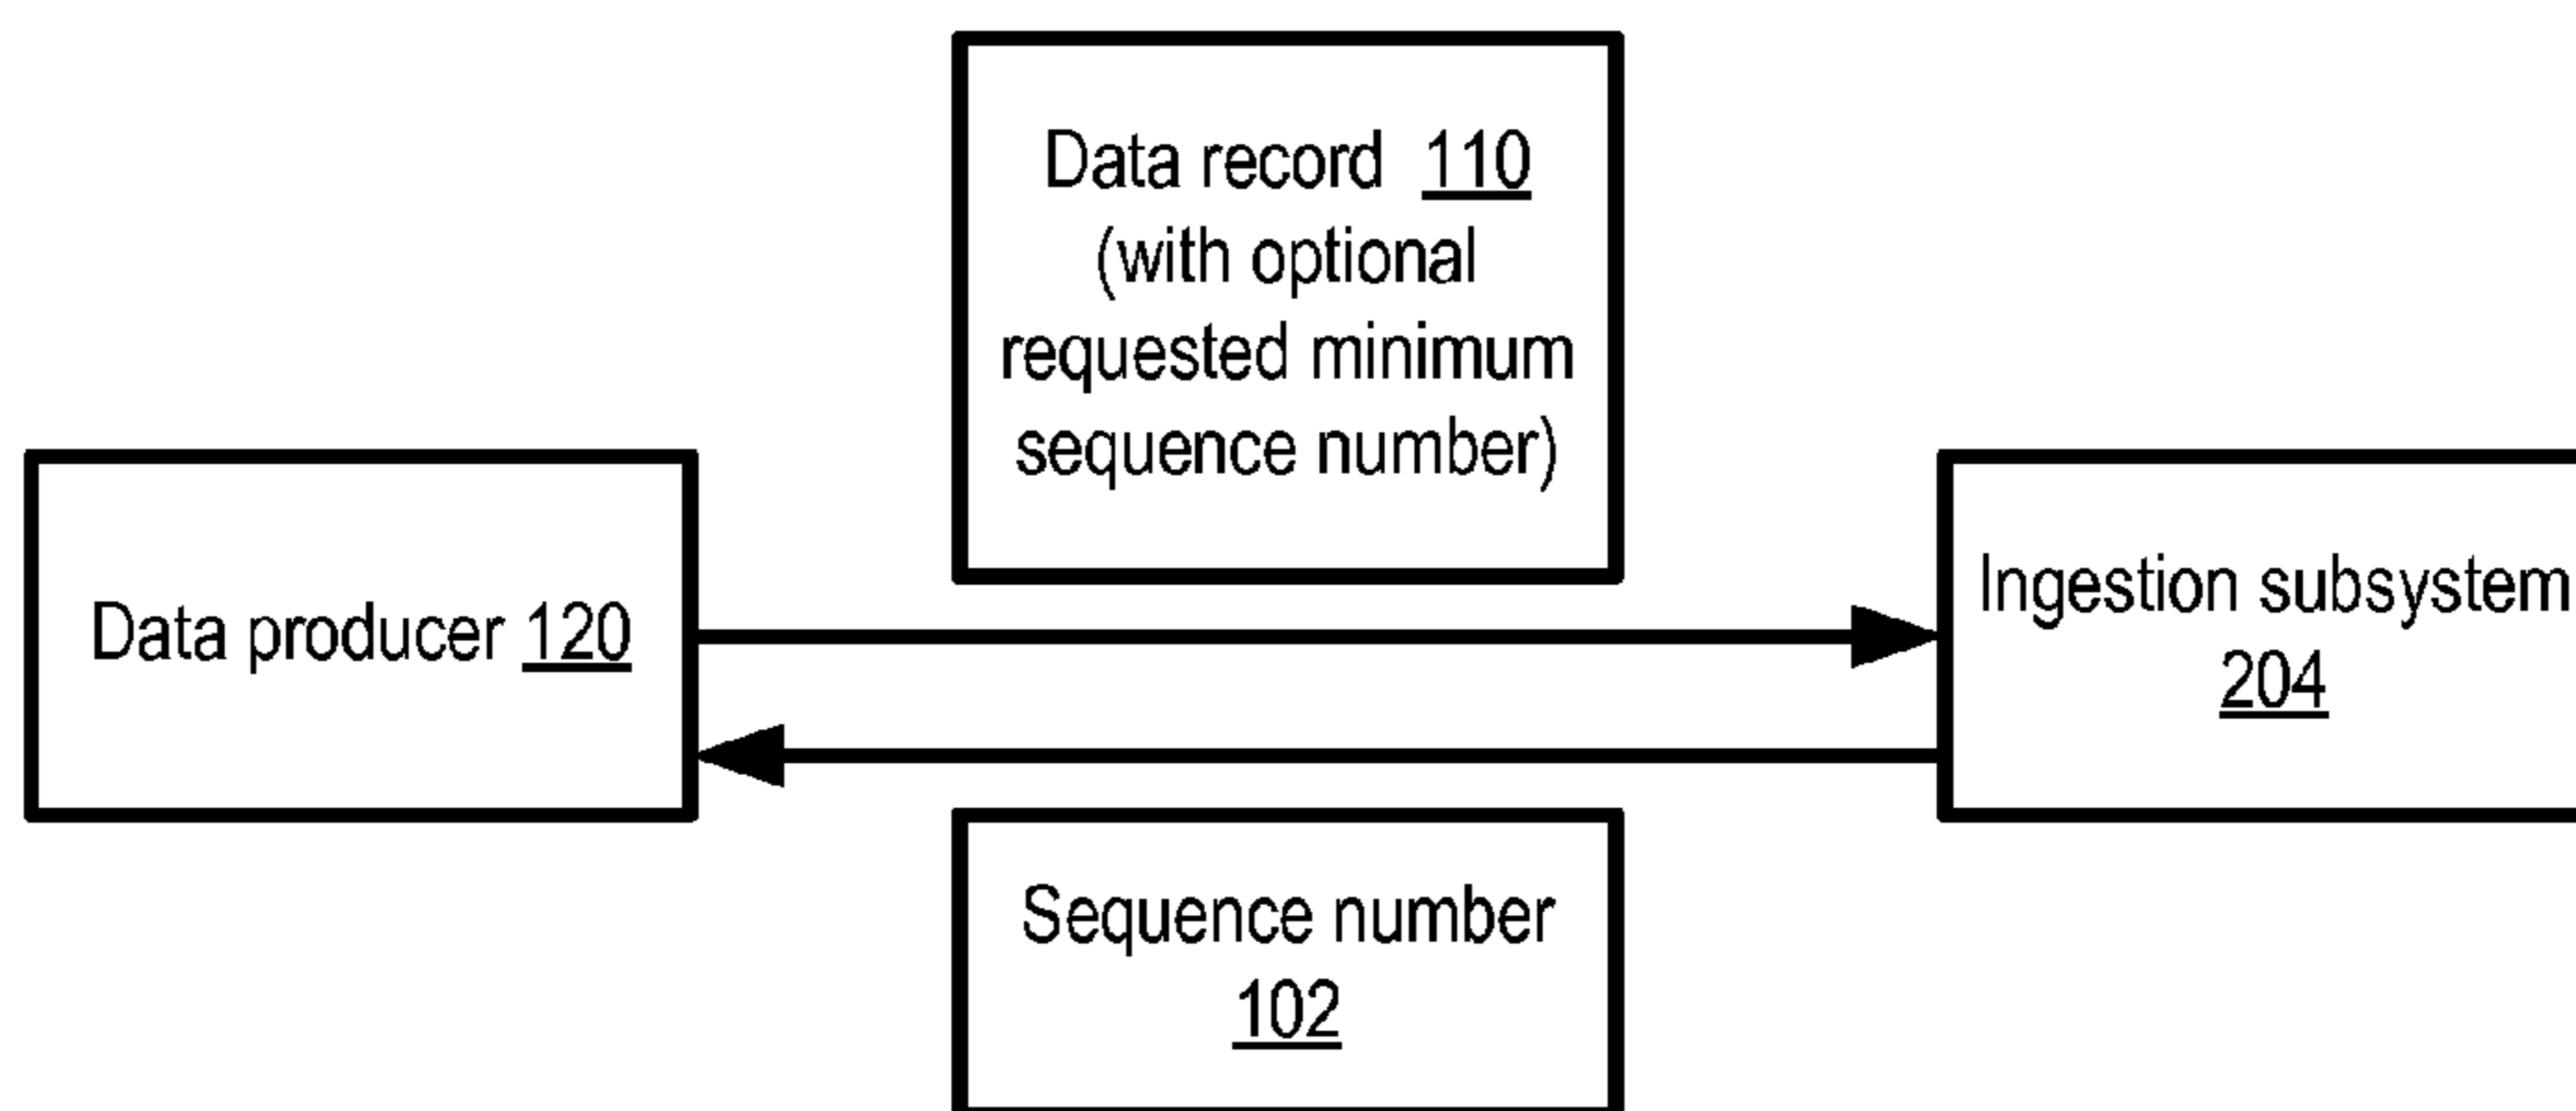 Data record 110
(with optional
requested minimum
sequence number)
Data producer 120
Ingestion subsystem
204
Sequence number
102